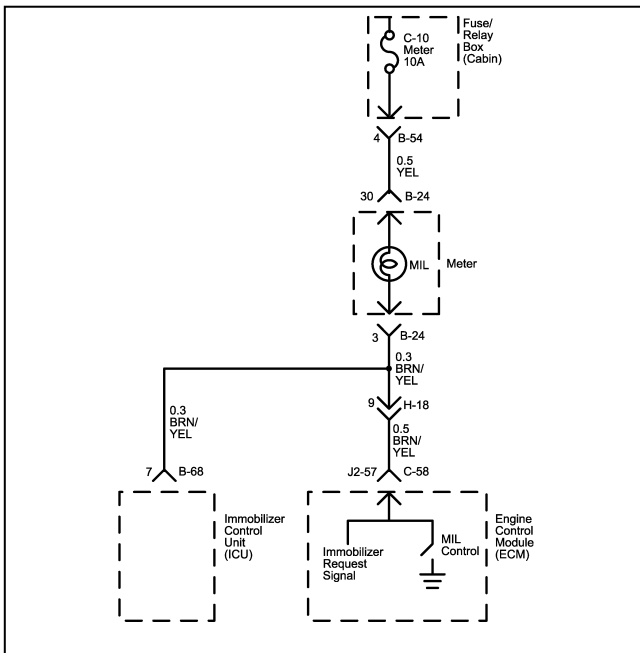 C-10
Meter
10A
Fuse/
Relay
Box
(Cabin)
4 B-54
0.5
YEL
30 B-24
MIL
Meter
3 B-24
0.3
BRN/
YEL
9 H-18
0.3
BRN/
YEL
0.5
BRN/
YEL
7 B-68
J2-57 C-58
Immobilizer
Control
Unit
(ICU)
Immobilizer
Request
Signal
MIL
Control
Engine
Control
Module
(ECM)